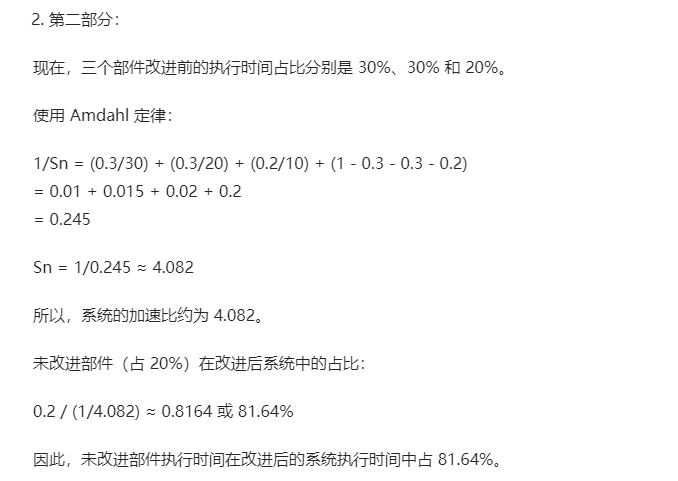 2. 第二部分：
现在，三个部件改进前的执行时间占比分别是 30%、30% 和 20%。
使用 Amdahl 定律：
1/Sn = (0.3/30) + (0.3/20) + (0.2/10) + (1 - 0.3 - 0.3 - 0.2)
= 0.01 + 0.015 + 0.02 + 0.2
= 0.245
Sn = 1/0.245 ≈ 4.082
所以，系统的加速比约为 4.082。
未改进部件（占 20%）在改进后系统中的占比：
0.2 / (1/4.082) ≈ 0.8164 或 81.64%
因此，未改进部件执行时间在改进后的系统执行时间中占 81.64%。